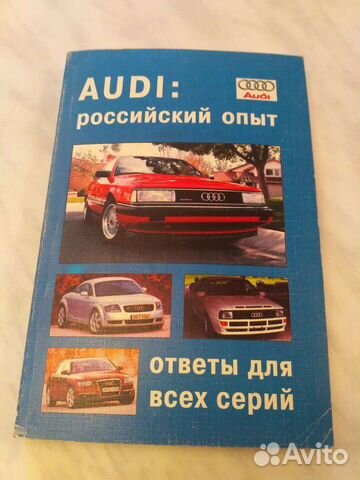 AUDI:
Audi
российский опыт
ответы для
всех серий
Avito